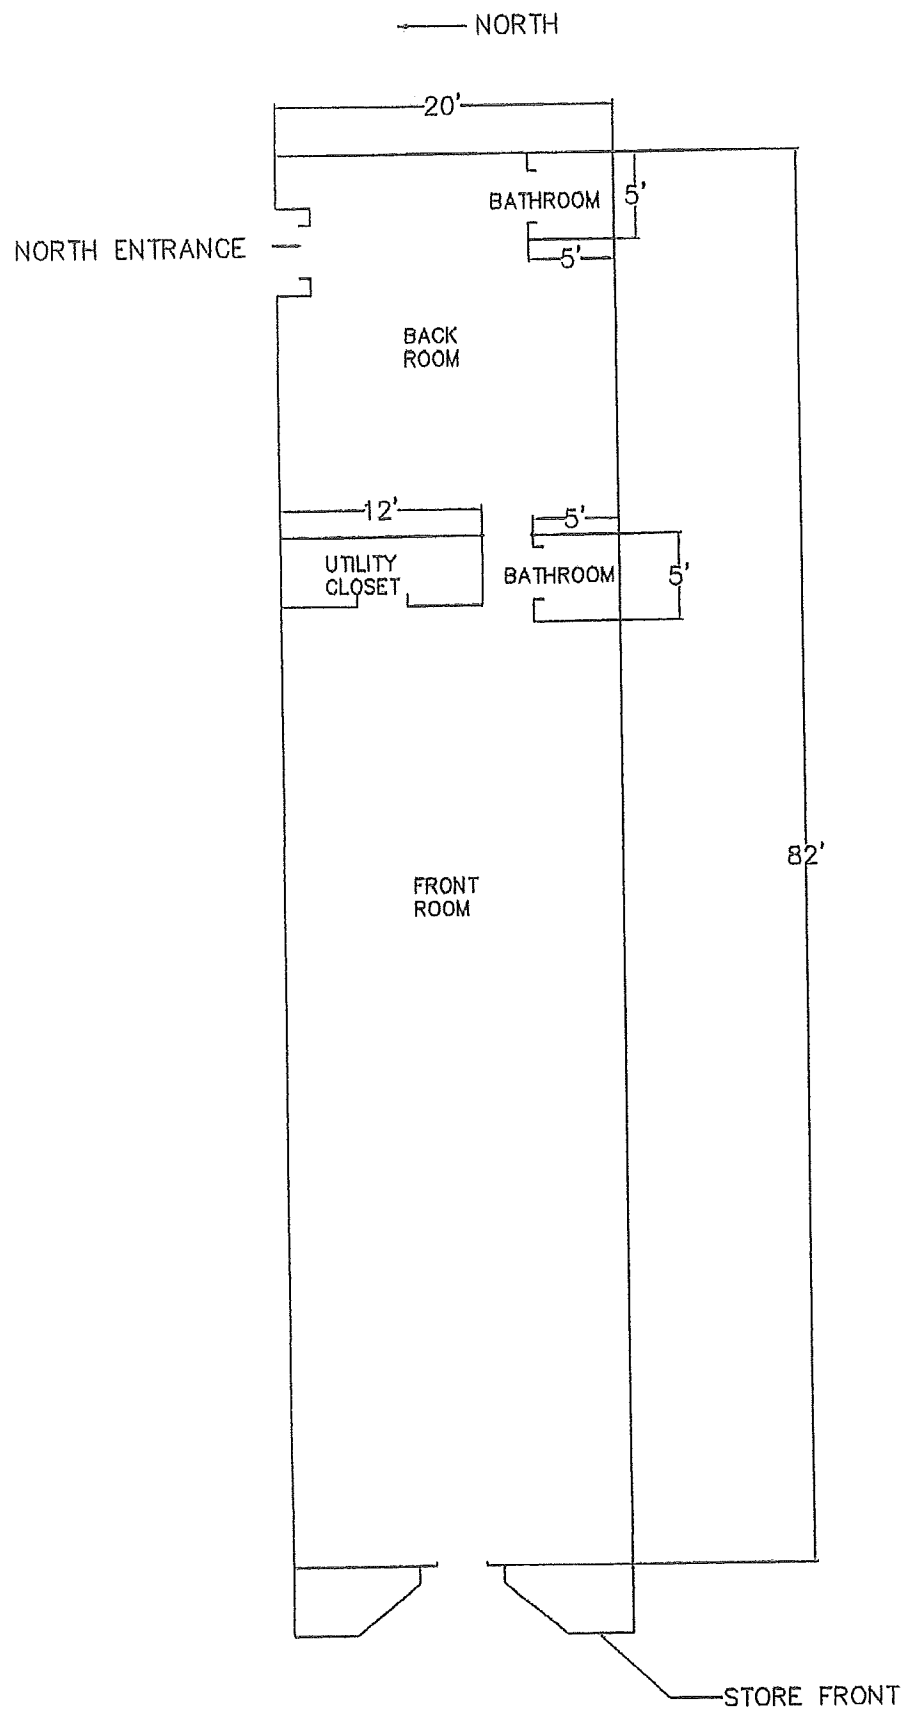 NORTH
20'
BATHROOM
5'
5'
NORTH ENTRANCE
BACK
ROOM
12'
5'
UTILITY
CLOSET
BATHROOM
5'
82'
FRONT
ROOM
STORE FRONT